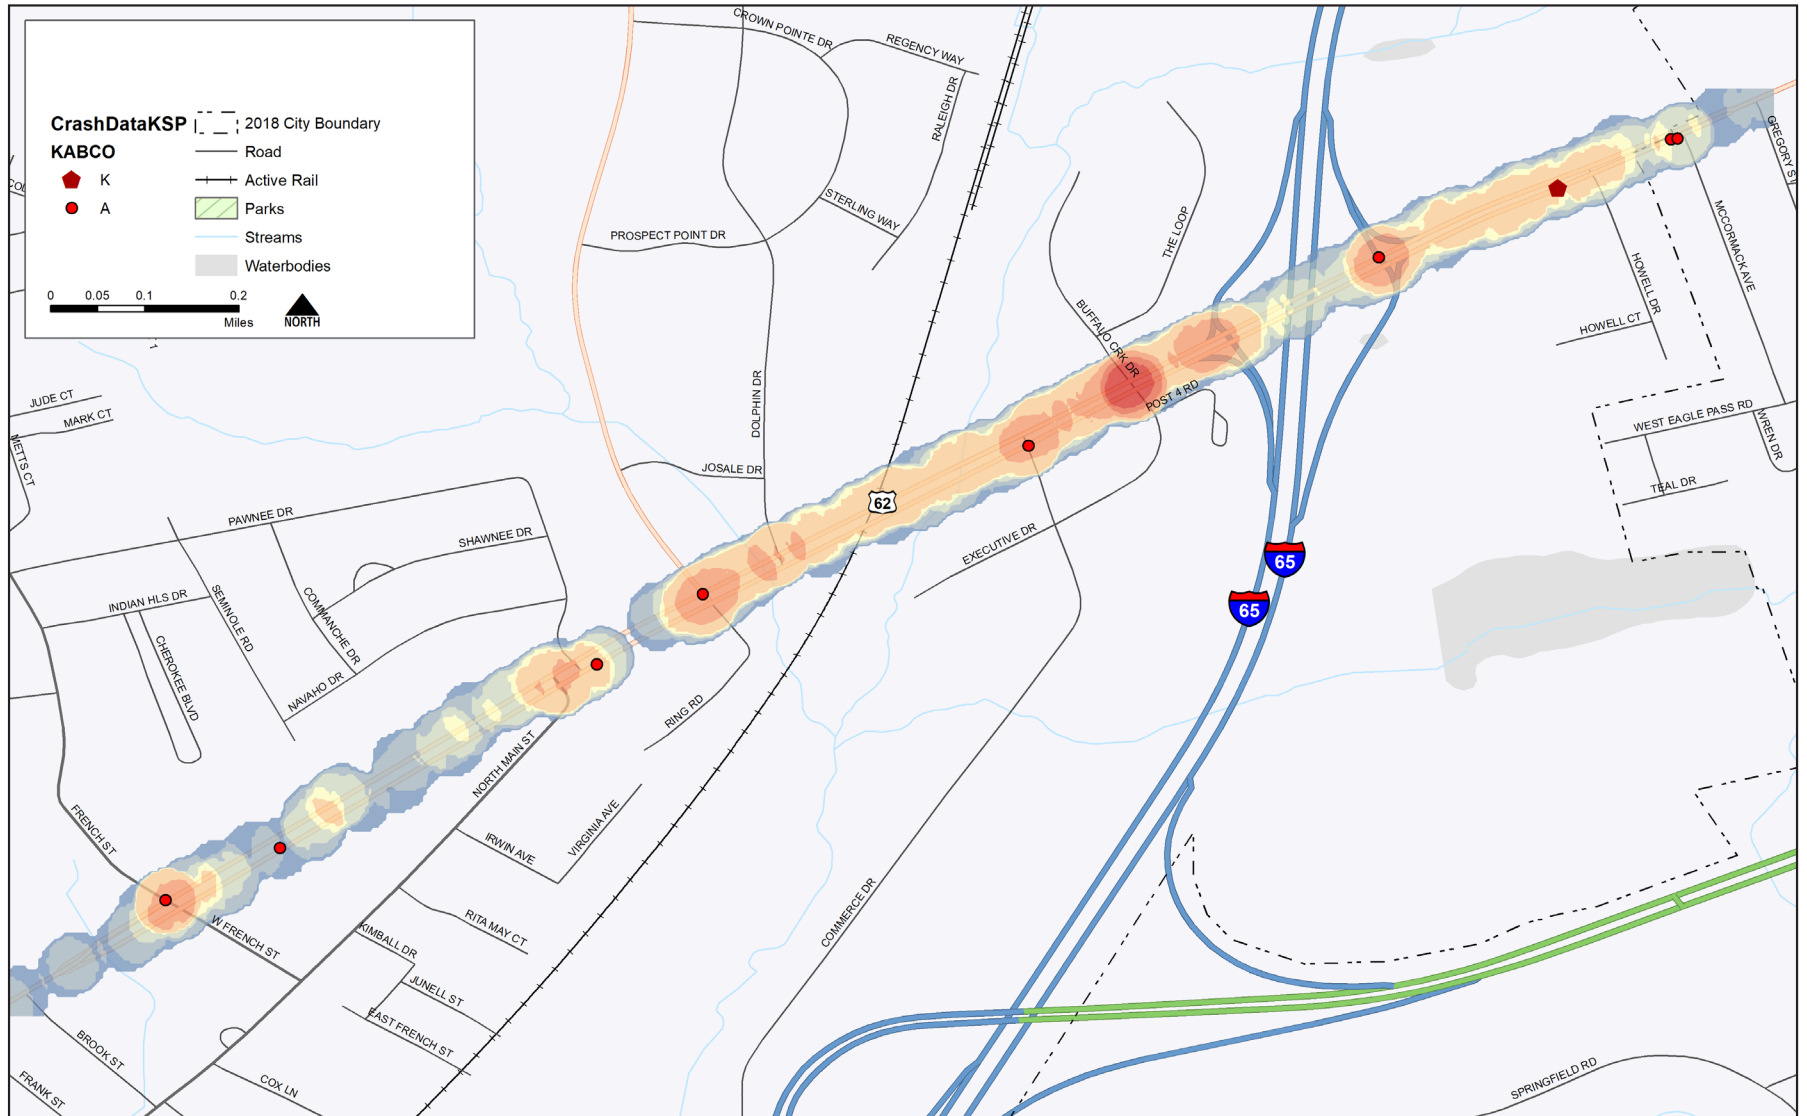 CrashDataKSP
KABCO
K
A
2018 City Boundary
Road
Active Rail
Parks
Streams
Waterbodies
0 0.05 0.1 0.2
Miles
NORTH
CROWN POINTE DR
REGENCY WAY
RALEIGH DR
STERLING WAY
PROSPECT POINT DR
THE LOOP
BUFFALO CRK DR
POST 4 RD
DOLPHIN DR
JOSALE DR
62
EXECUTIVE DR
65
65
GREGORY ST
MCCORMACK AVE
HOWELL DR
HOWELL CT
WEST EAGLE PASS RD
WREN DR
TEAL DR
JUDE CT
MARK CT
METTS CT
PAWNEE DR
SHAWNEE DR
INDIAN HLS DR
SEMINOLE RD
COMMANCHE DR
CHEROKEE BLVD
NAVAHO DR
RING RD
NORTH MAIN ST
FRENCH ST
IRWIN AVE
VIRGINIA AVE
W FRENCH ST
RITA MAY CT
KIMBALL DR
JUNELL ST
EAST FRENCH ST
COMMERCE DR
BROOK ST
FRANK ST
COX LN
SPRINGFIELD RD